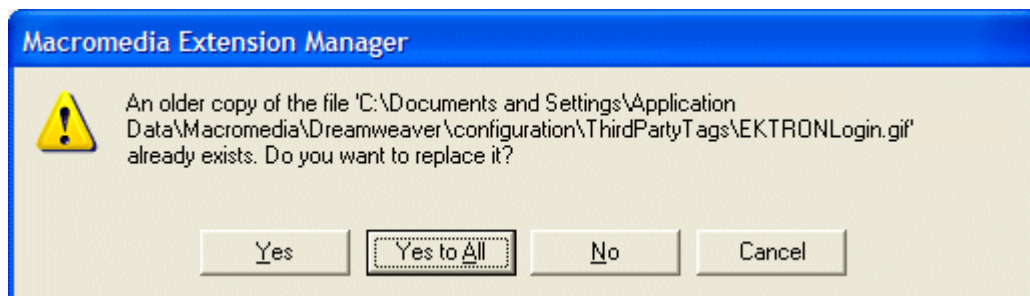 Macromedia Extension Manager
An older copy of the file 'C:\Documents and Settings\Application
Data\Macromedia\Dreamweaver\configuration\ThirdPartyTags\EKTRONLogin.gif'
already exists. Do you want to replace it?
Yes Yes to All No Cancel